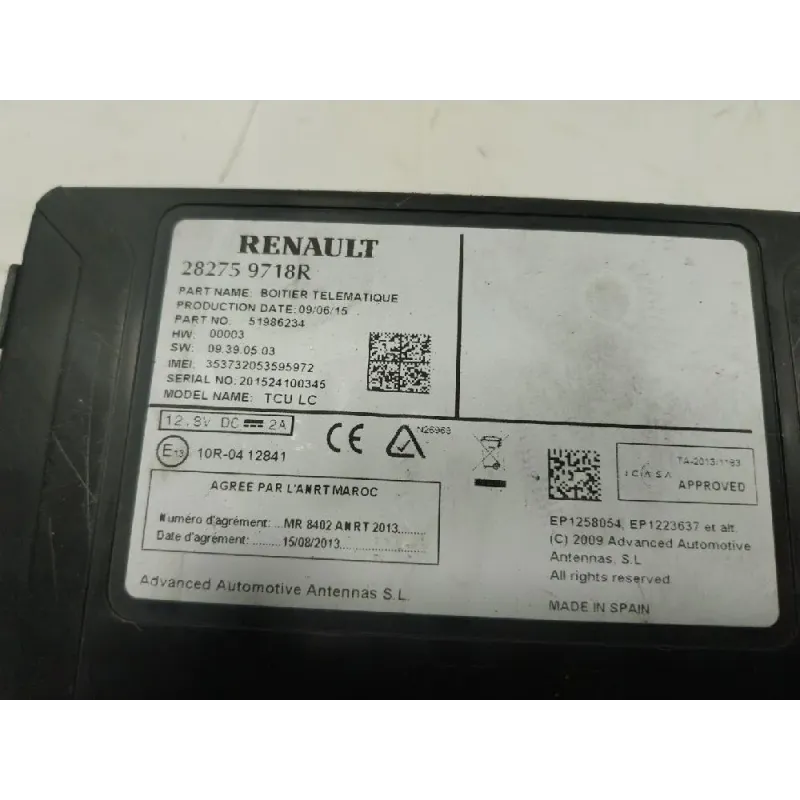 RENAULT
28275 9718R
PART NAME: BOITIER TELEMATIQUE
PRODUCTION DATE: 09/06/15
PART NO. 51986234
HW: 00003
SW: 09.39.05.03
IMEI: 353732053595972
SERIAL NO. 201524100345
MODEL NAME: TCU LC
12.8V DC 2A
CE
N26969
E13 10R-04 12841
AGREE PAR L'ANRT MAROC
Numéro d'agrément: ...MR 8402 ANRT 2013.......
Date d'agrément: ........15/08/2013.....................
ICASA
APPROVED
EP1258054, EP1223637 et alt.
(C) 2009 Advanced Automotive
Antennas, S.L
All rights reserved
MADE IN SPAIN
Advanced Automotive Antennas S.L.